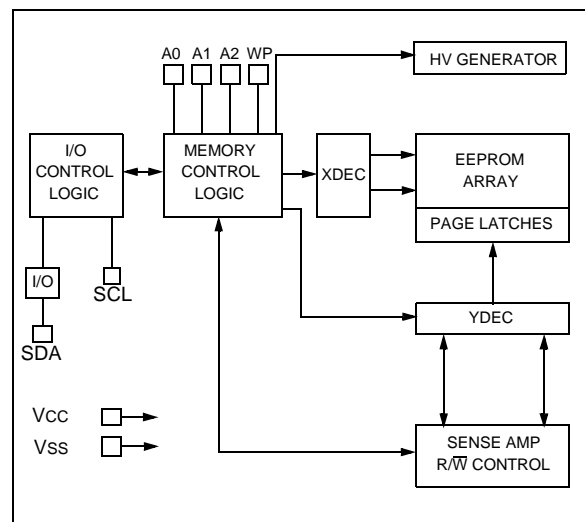 A0 A1 A2 WP
HV GENERATOR
I/O
CONTROL
LOGIC
MEMORY
CONTROL
LOGIC
XDEC
EEPROM
ARRAY
PAGE LATCHES
I/O
SCL
SDA
YDEC
VCC
VSS
SENSE AMP
R/W̅ CONTROL